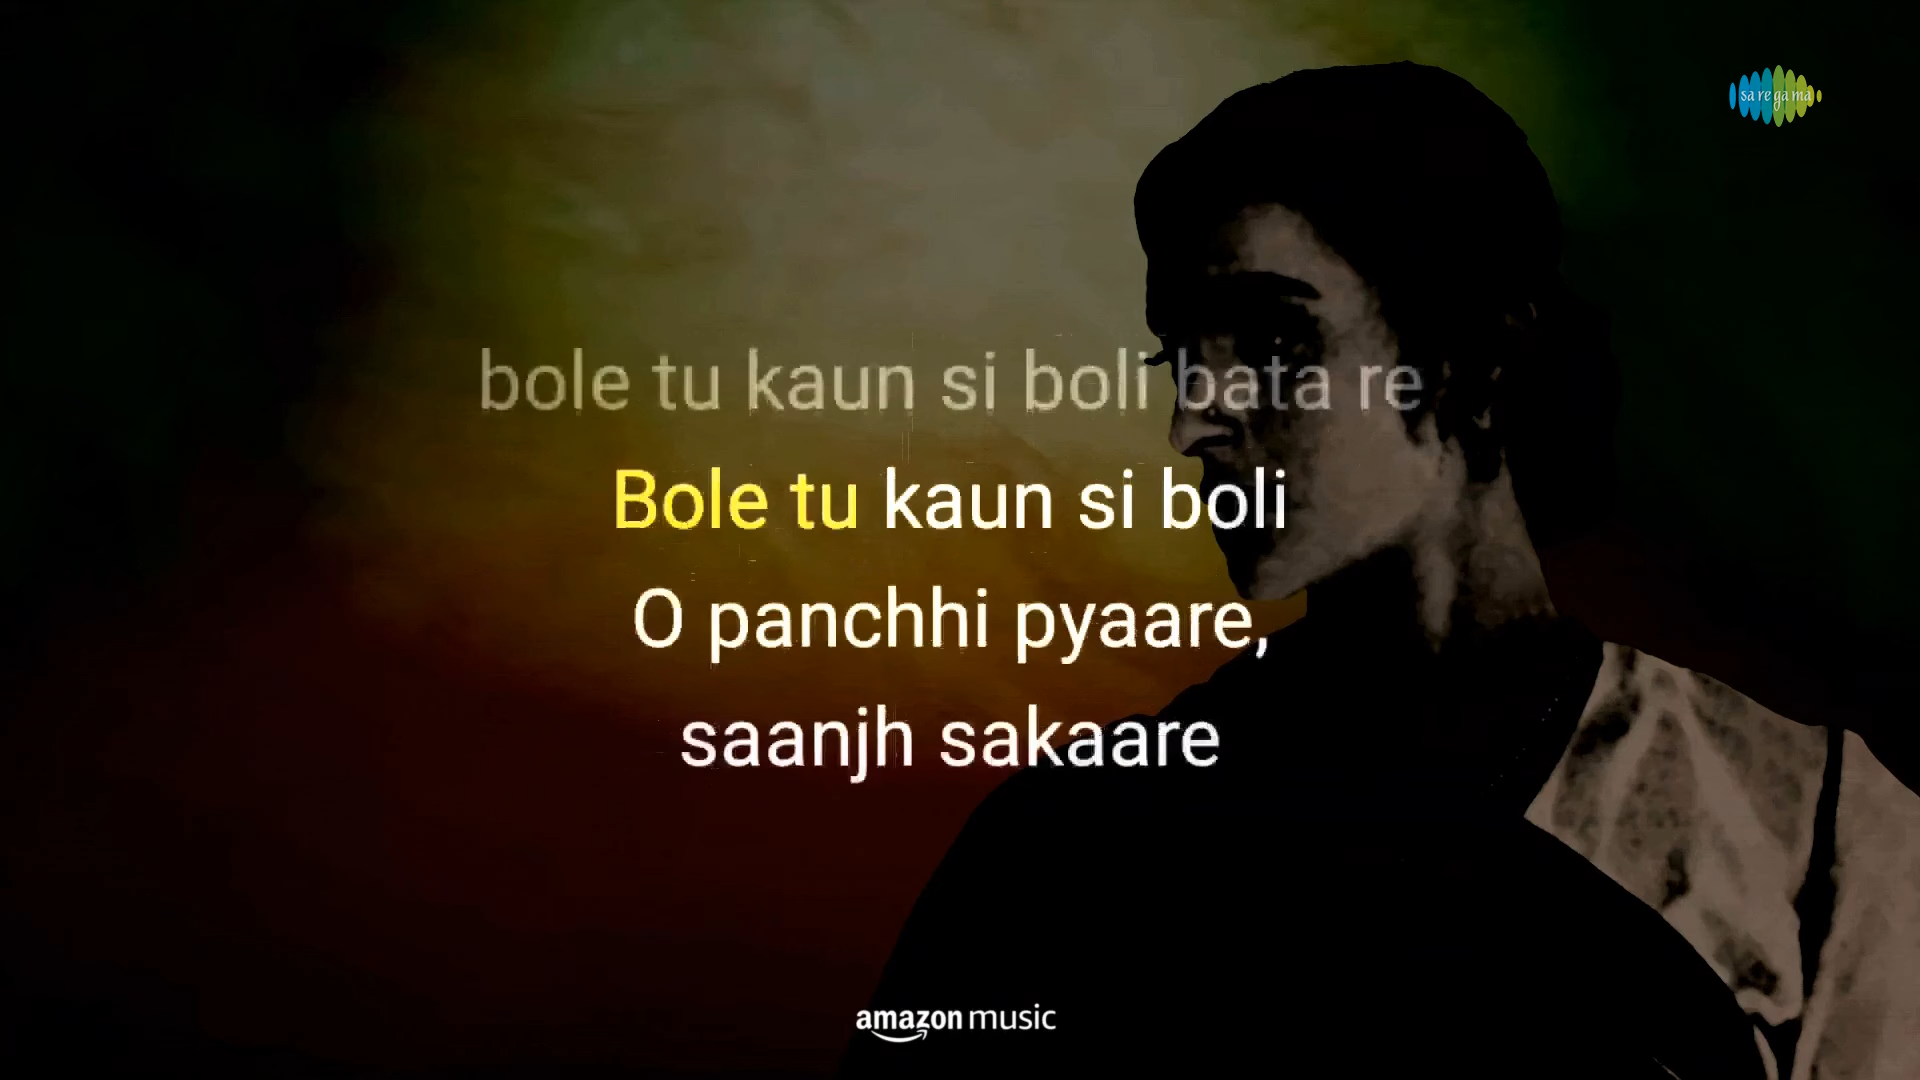 sa re ga ma
bole tu kaun si boli bata re
Bole tu kaun si boli
O panchhi pyaare,
saanjh sakaare
amazon music